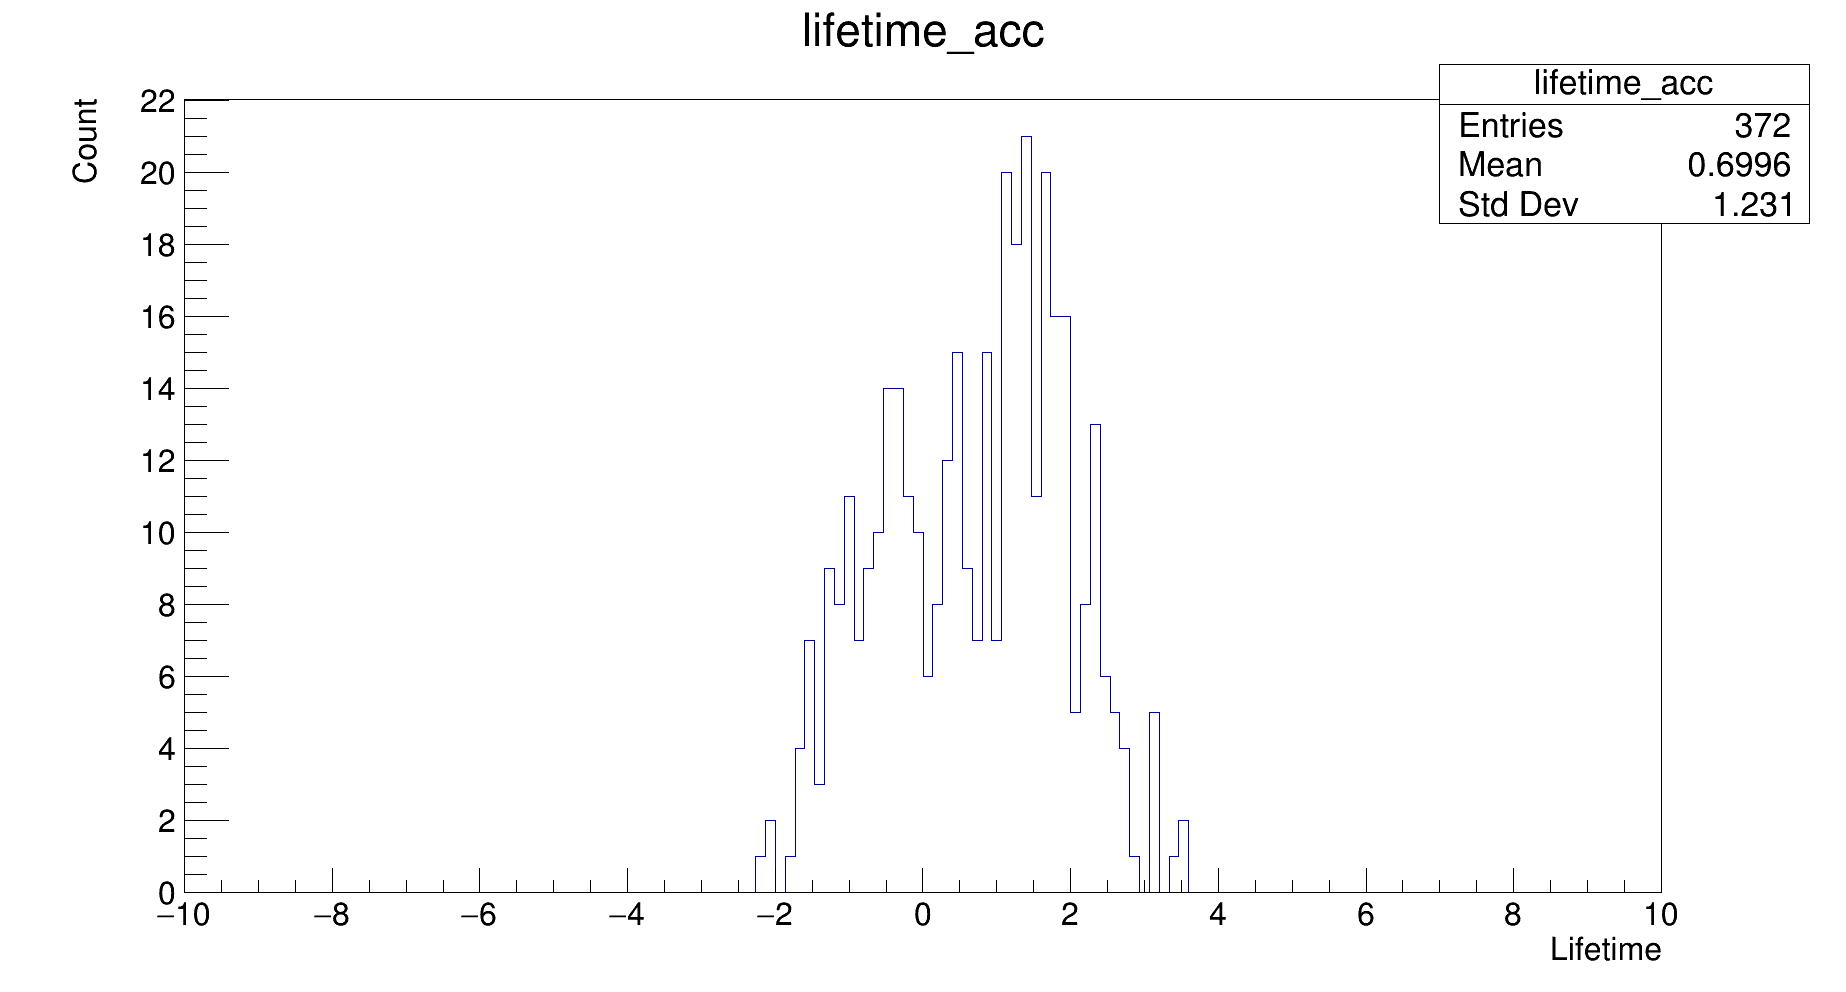 lifetime_acc
lifetime_acc
Entries 372
Mean 0.6996
Std Dev 1.231
Count
22
20
18
16
14
12
10
8
6
4
2
0
−10 −8 −6 −4 −2 0 2 4 6 8 10
Lifetime